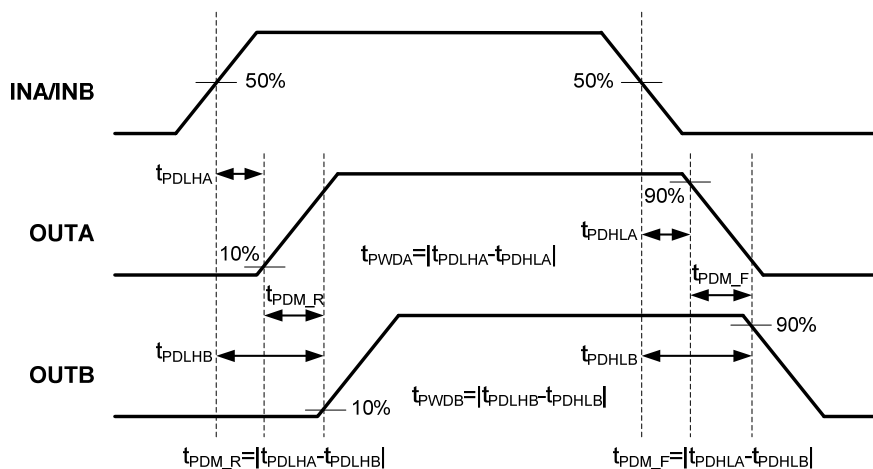 INA/INB
50%
50%
tPDLHA
90%
OUTA
tPDHLA
10%
tPWDA=|tPDLHA-tPDHLA|
tPDM_R
tPDM_F
tPDLHB
tPDHLB
90%
OUTB
tPWDB=|tPDLHB-tPDHLB|
10%
tPDM_R=|tPDLHA-tPDLHB|
tPDM_F=|tPDHLA-tPDHLB|